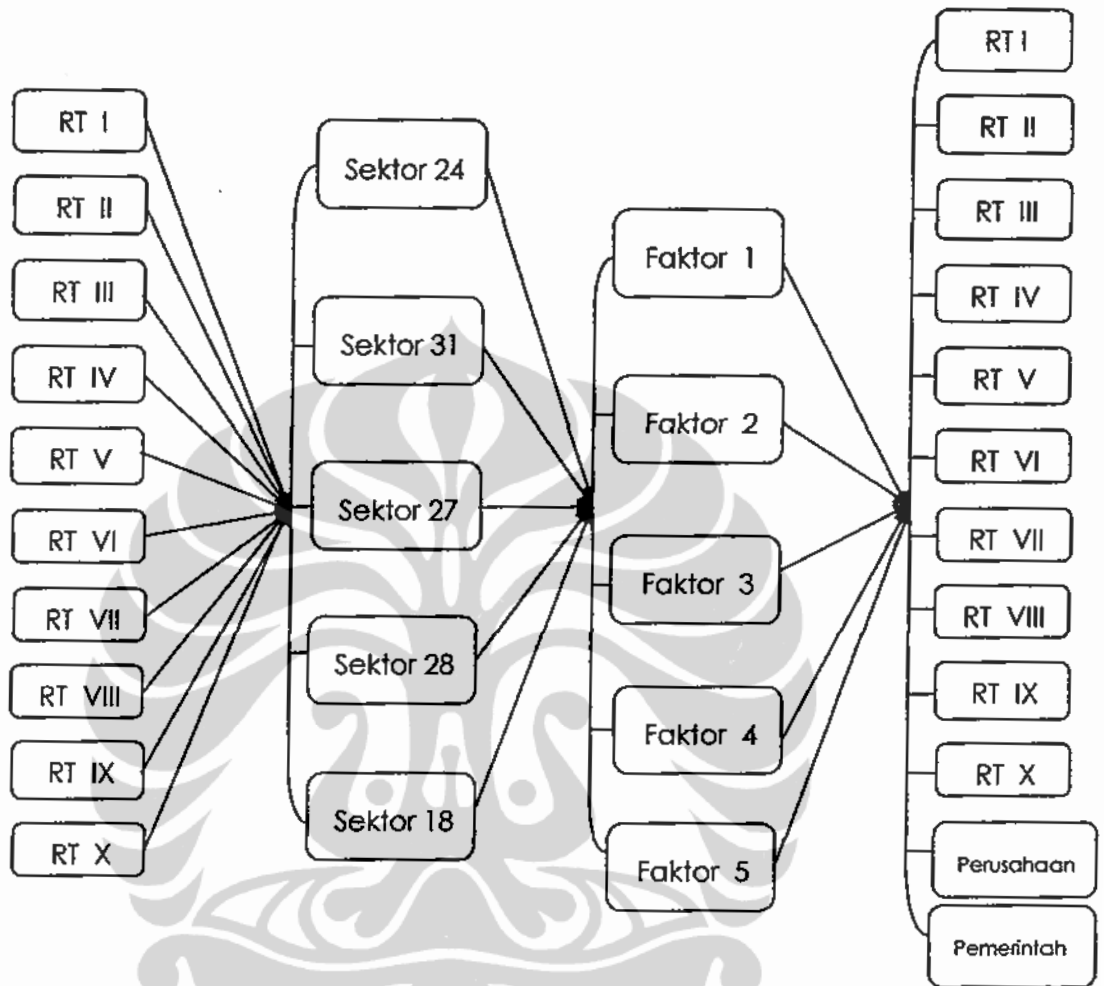 RT I
RT II
RT III
RT IV
RT V
RT VI
RT VII
RT VIII
RT IX
RT X
Sektor 24
Sektor 31
Sektor 27
Sektor 28
Sektor 18
Faktor 1
Faktor 2
Faktor 3
Faktor 4
Faktor 5
RT I
RT II
RT III
RT IV
RT V
RT VI
RT VII
RT VIII
RT IX
RT X
Perusahaan
Pemerintah